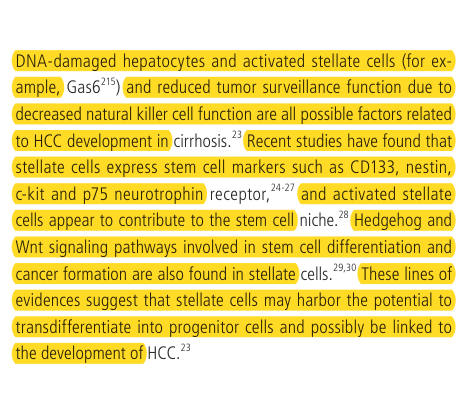 DNA-damaged hepatocytes and activated stellate cells (for ex-
ample, Gas6215) and reduced tumor surveillance function due to
decreased natural killer cell function are all possible factors related
to HCC development in cirrhosis.23 Recent studies have found that
stellate cells express stem cell markers such as CD133, nestin,
c-kit and p75 neurotrophin receptor,24-27 and activated stellate
cells appear to contribute to the stem cell niche.28 Hedgehog and
Wnt signaling pathways involved in stem cell differentiation and
cancer formation are also found in stellate cells.29,30 These lines of
evidences suggest that stellate cells may harbor the potential to
transdifferentiate into progenitor cells and possibly be linked to
the development of HCC.23